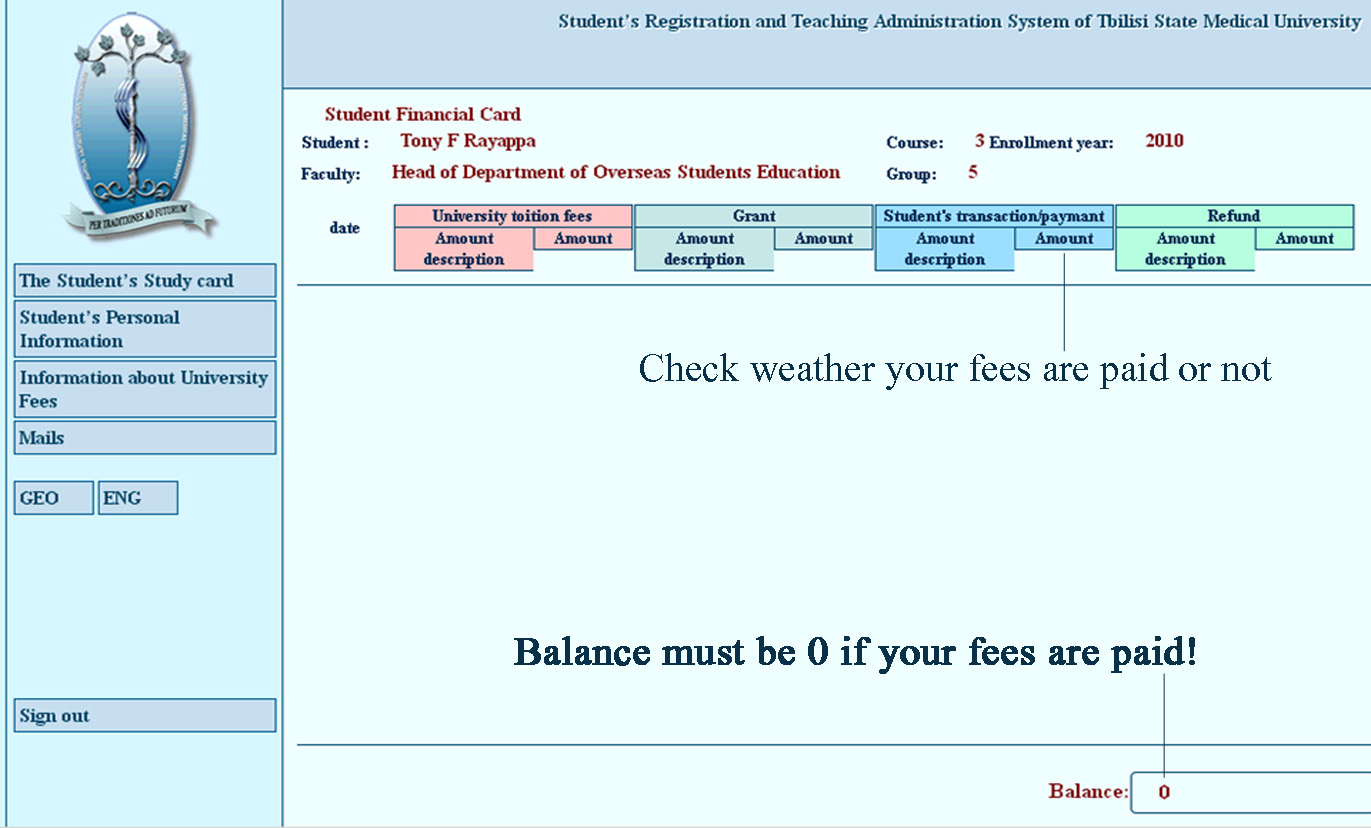 Student's Registration and Teaching Administration System of Tbilisi State Medical University
PER TRADITIONES AD FUTURUM
The Student's Study card
Student's Personal
Information
Information about University
Fees
Mails
GEO ENG
Sign out
Student Financial Card
Student : Tony F Rayappa Course: 3 Enrollment year: 2010
Faculty: Head of Department of Overseas Students Education Group: 5
date University toition fees Grant Student's transaction/paymant Refund
Amount description Amount Amount description Amount Amount description Amount Amount description Amount
Check weather your fees are paid or not
Balance must be 0 if your fees are paid!
Balance: 0